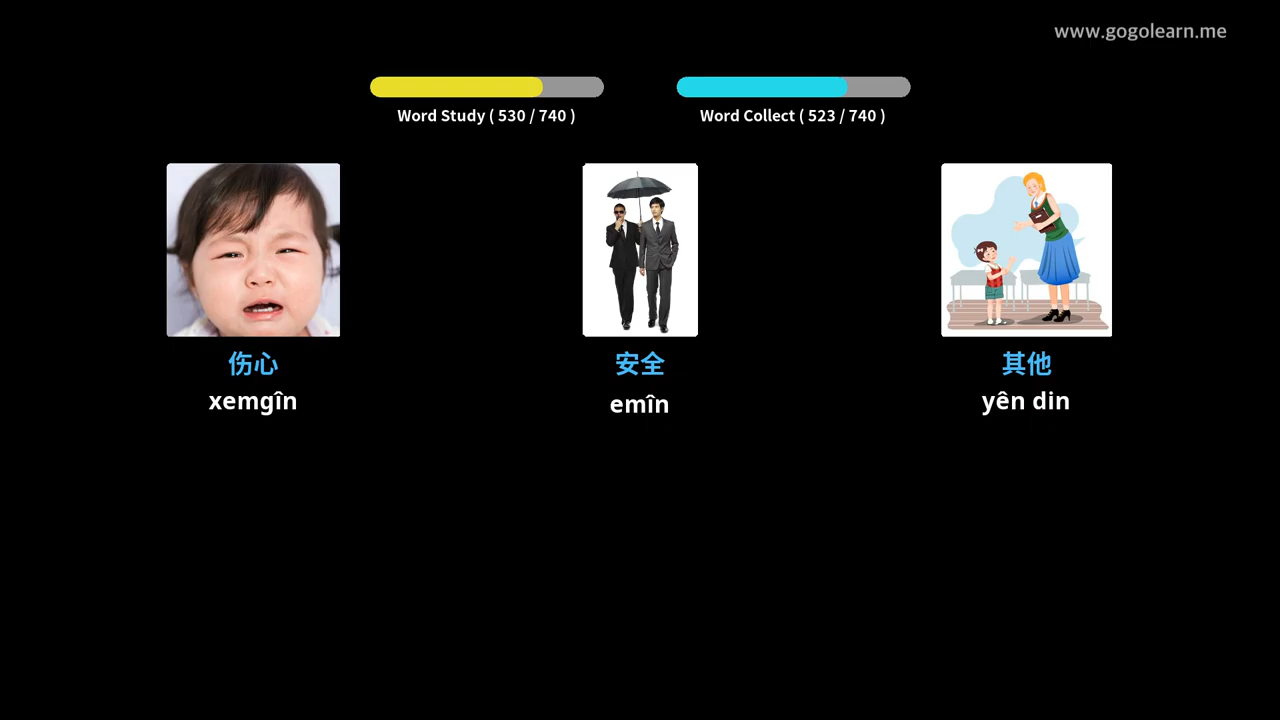 www.gogolearn.me
Word Study ( 530 / 740 )
Word Collect ( 523 / 740 )
伤心
安全
其他
xemgîn
emîn
yên din